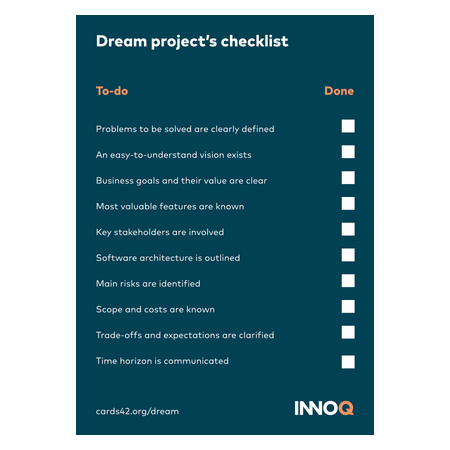 Dream project's checklist
To-do Done
Problems to be solved are clearly defined
An easy-to-understand vision exists
Business goals and their value are clear
Most valuable features are known
Key stakeholders are involved
Software architecture is outlined
Main risks are identified
Scope and costs are known
Trade-offs and expectations are clarified
Time horizon is communicated
cards42.org/dream INNOQ